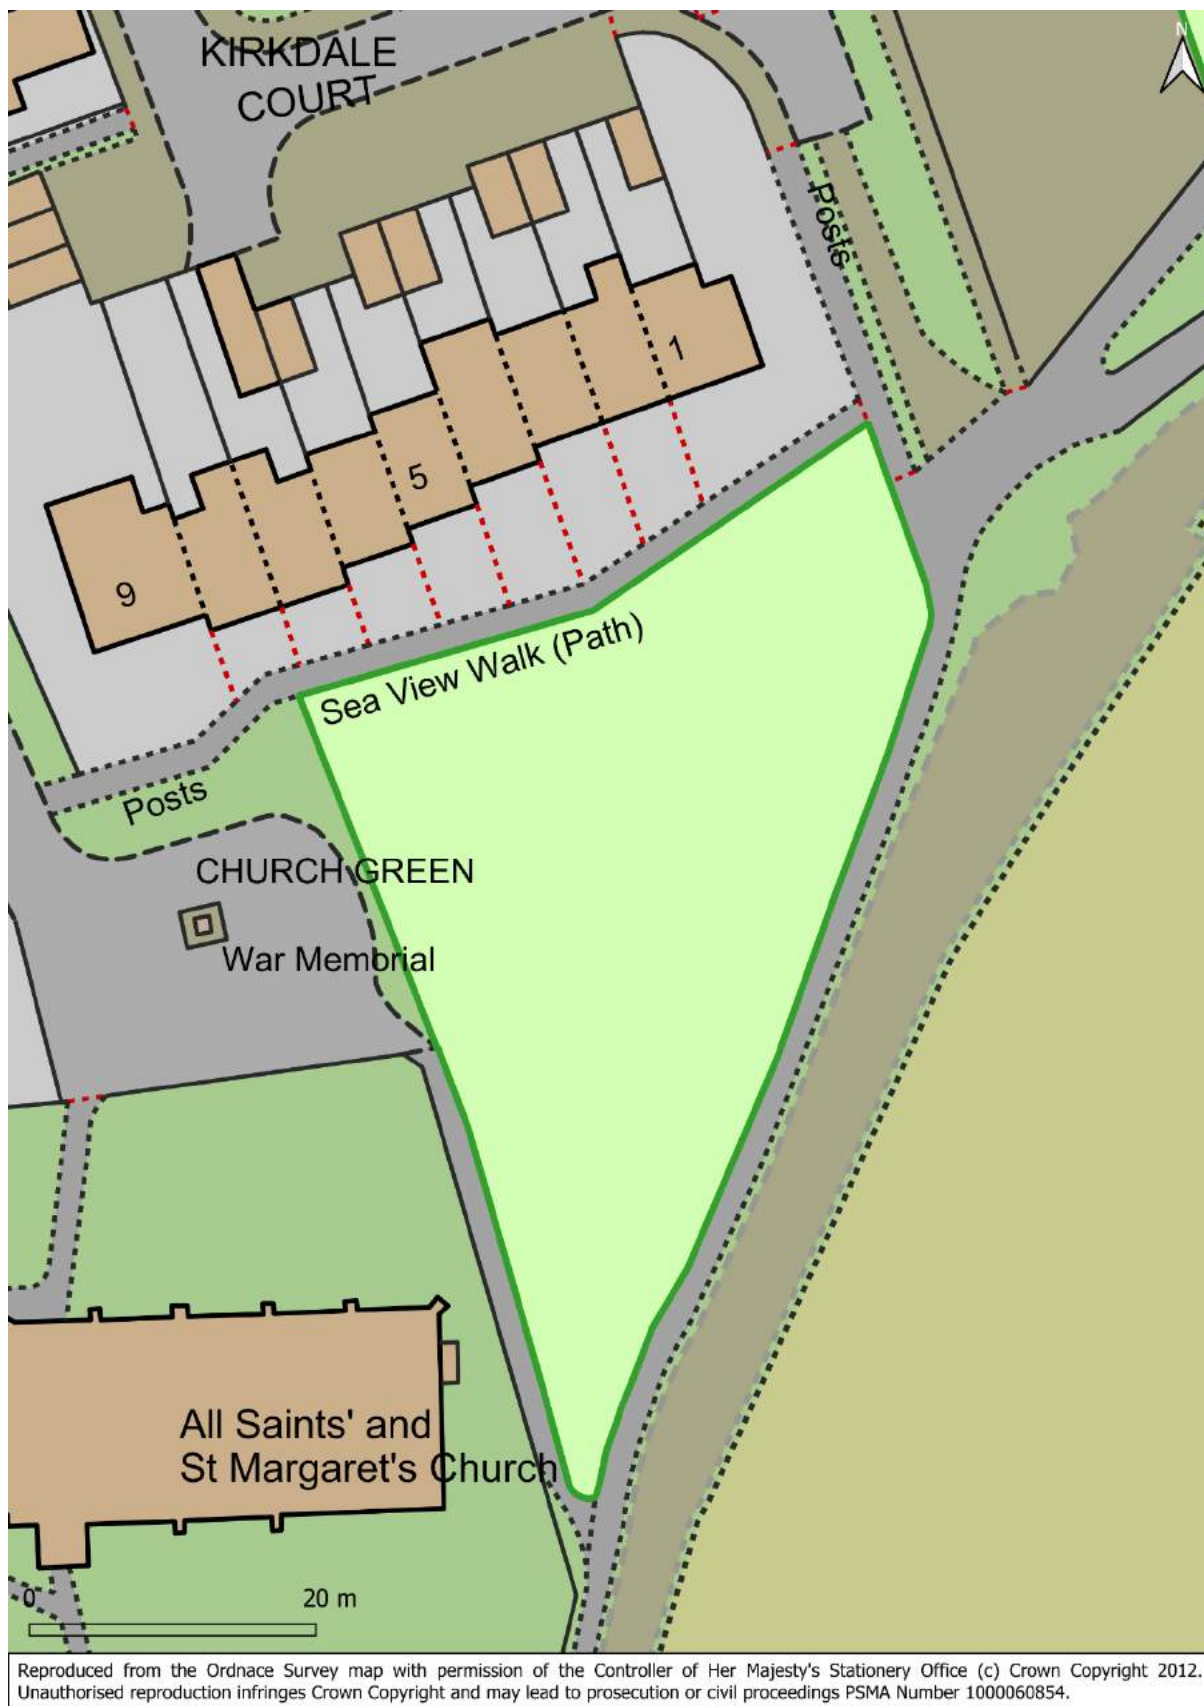 N
KIRKDALE
COURT
Posts
1
5
9
Sea View Walk (Path)
Posts
CHURCH GREEN
War Memorial
All Saints' and
St Margaret's Church
0 20 m
Reproduced from the Ordnace Survey map with permission of the Controller of Her Majesty's Stationery Office (c) Crown Copyright 2012.
Unauthorised reproduction infringes Crown Copyright and may lead to prosecution or civil proceedings PSMA Number 1000060854.